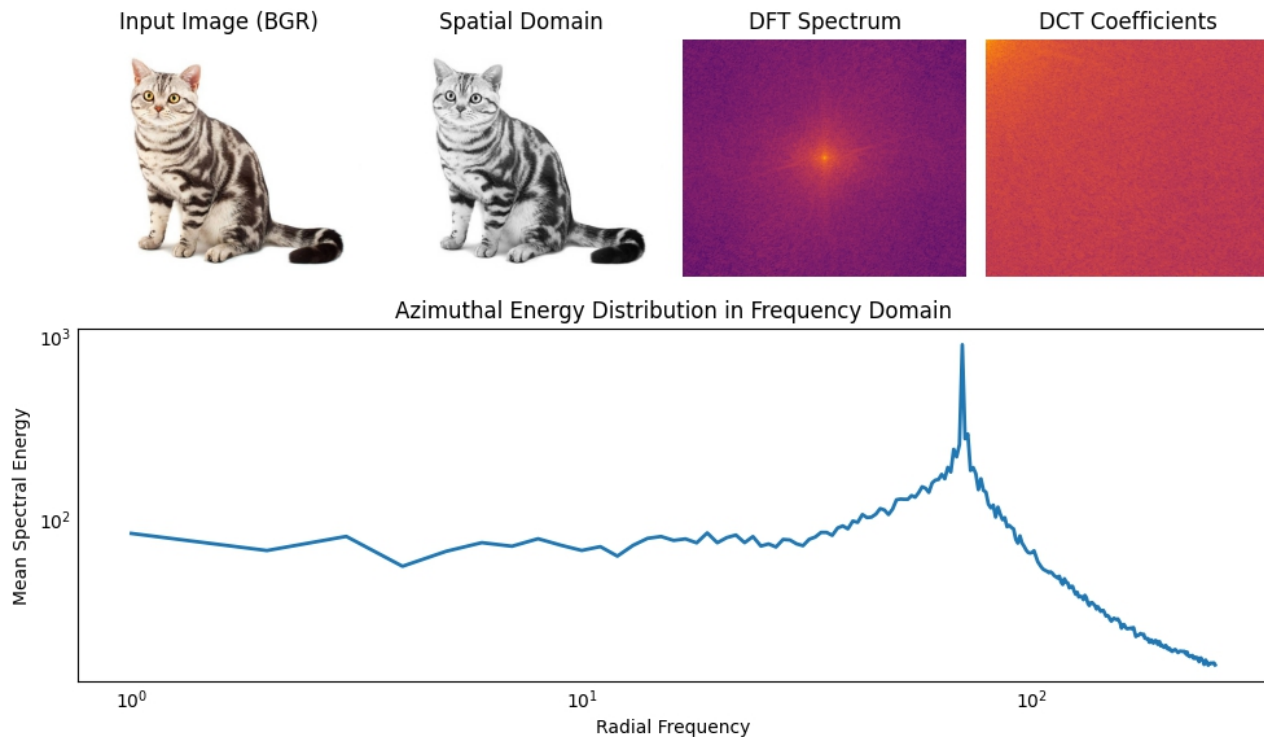 Input Image (BGR)
Spatial Domain
DFT Spectrum
DCT Coefficients
Azimuthal Energy Distribution in Frequency Domain
10³
10²
Mean Spectral Energy
10⁰
10¹
10²
Radial Frequency